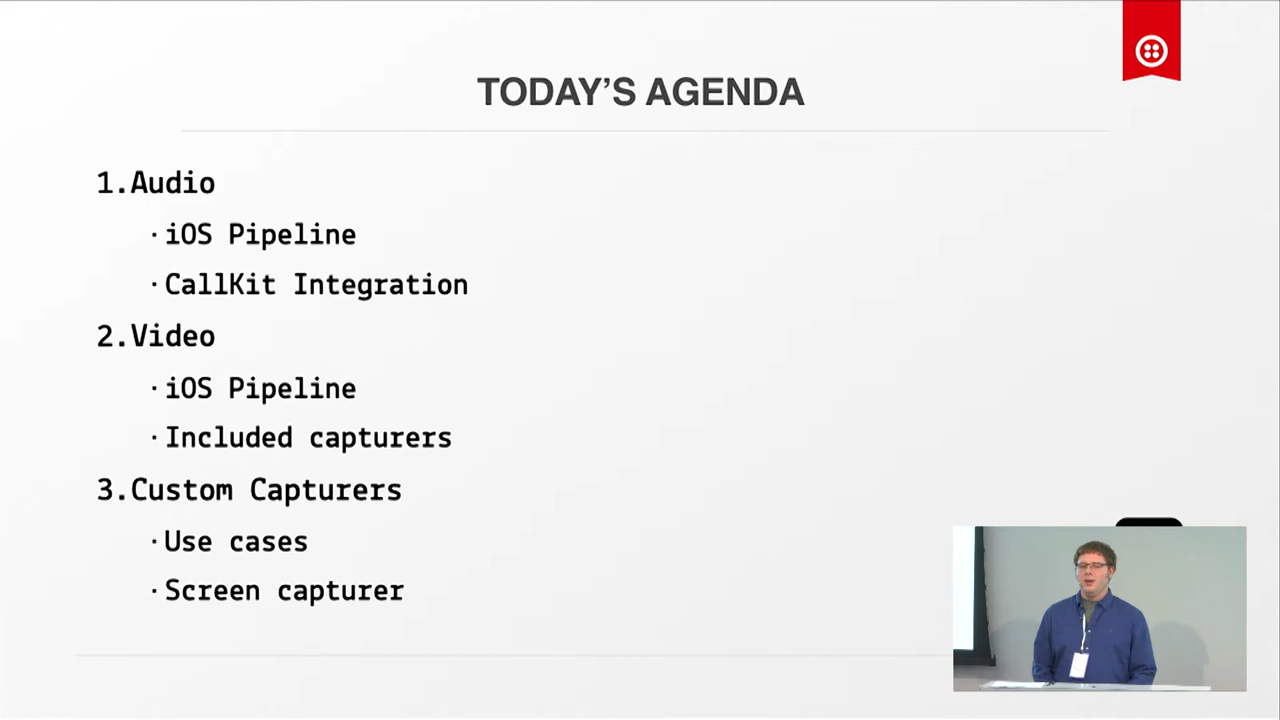 TODAY’S AGENDA
1.Audio
·iOS Pipeline
·CallKit Integration
2.Video
·iOS Pipeline
·Included capturers
3.Custom Capturers
·Use cases
·Screen capturer